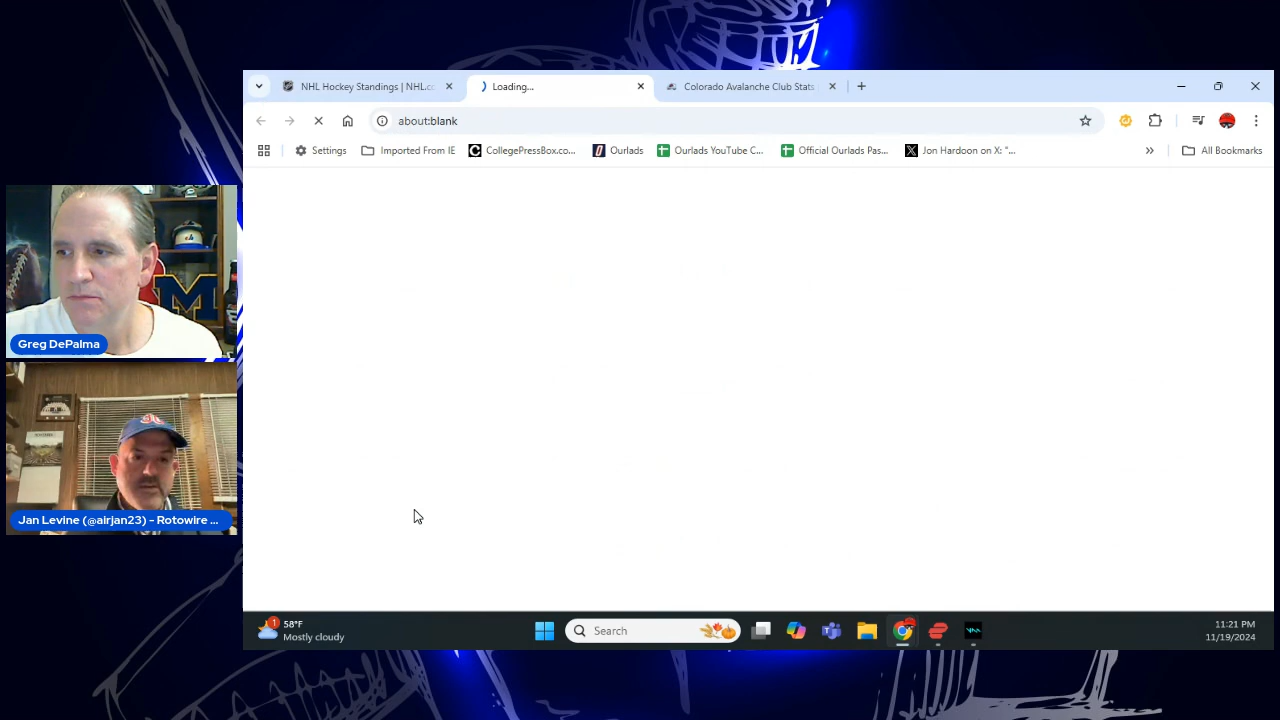 NHL Hockey Standings | NHL.co
Loading...
Colorado Avalanche Club Stats
about:blank
Settings
Imported From IE
CollegePressBox.co...
Ourlads
Ourlads YouTube C...
Official Ourlads Pas...
Jon Hardoon on X: "...
All Bookmarks
M
Greg DePalma
Jan Levine (@airjan23) - Rotowire ...
1
58°F
Mostly cloudy
Search
11:21 PM
11/19/2024